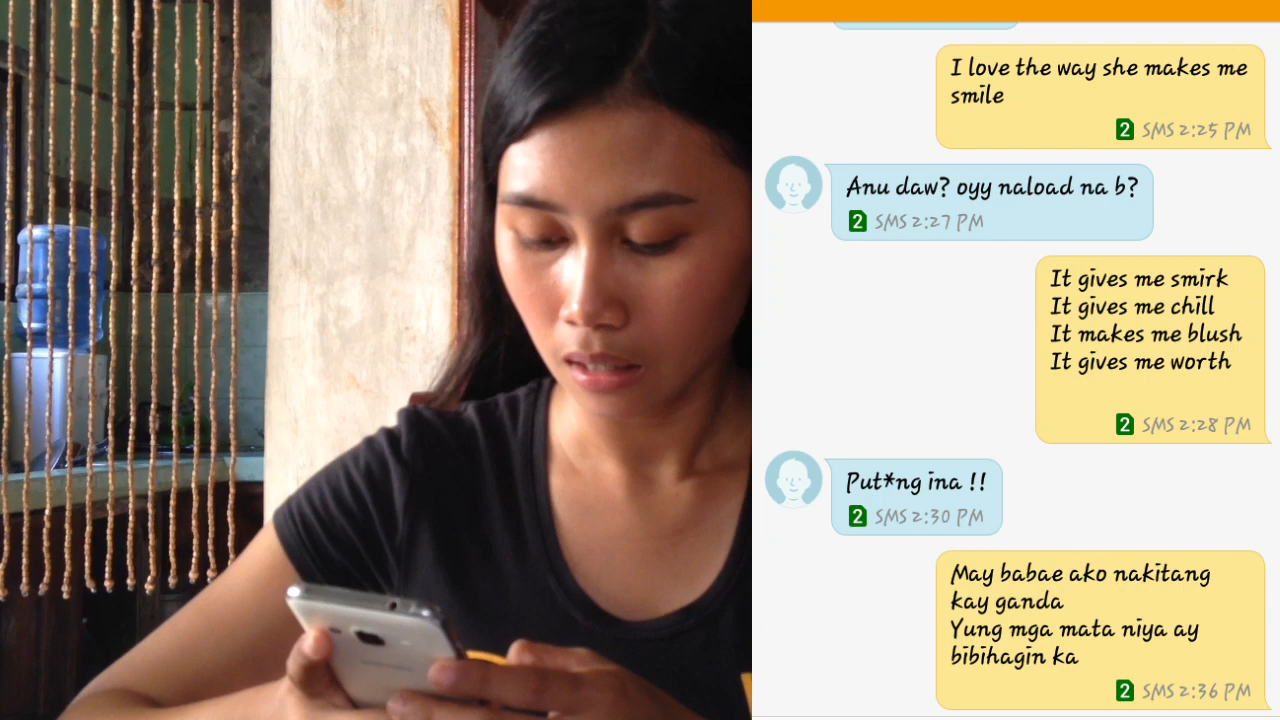 I love the way she makes me
smile
2 SMS 2:25 PM
Anu daw? oyy naload na b?
2 SMS 2:27 PM
It gives me smirk
It gives me chill
It makes me blush
It gives me worth
2 SMS 2:28 PM
Put*ng ina !!
2 SMS 2:30 PM
May babae ako nakitang
kay ganda
Yung mga mata niya ay
bibihagin ka
2 SMS 2:36 PM